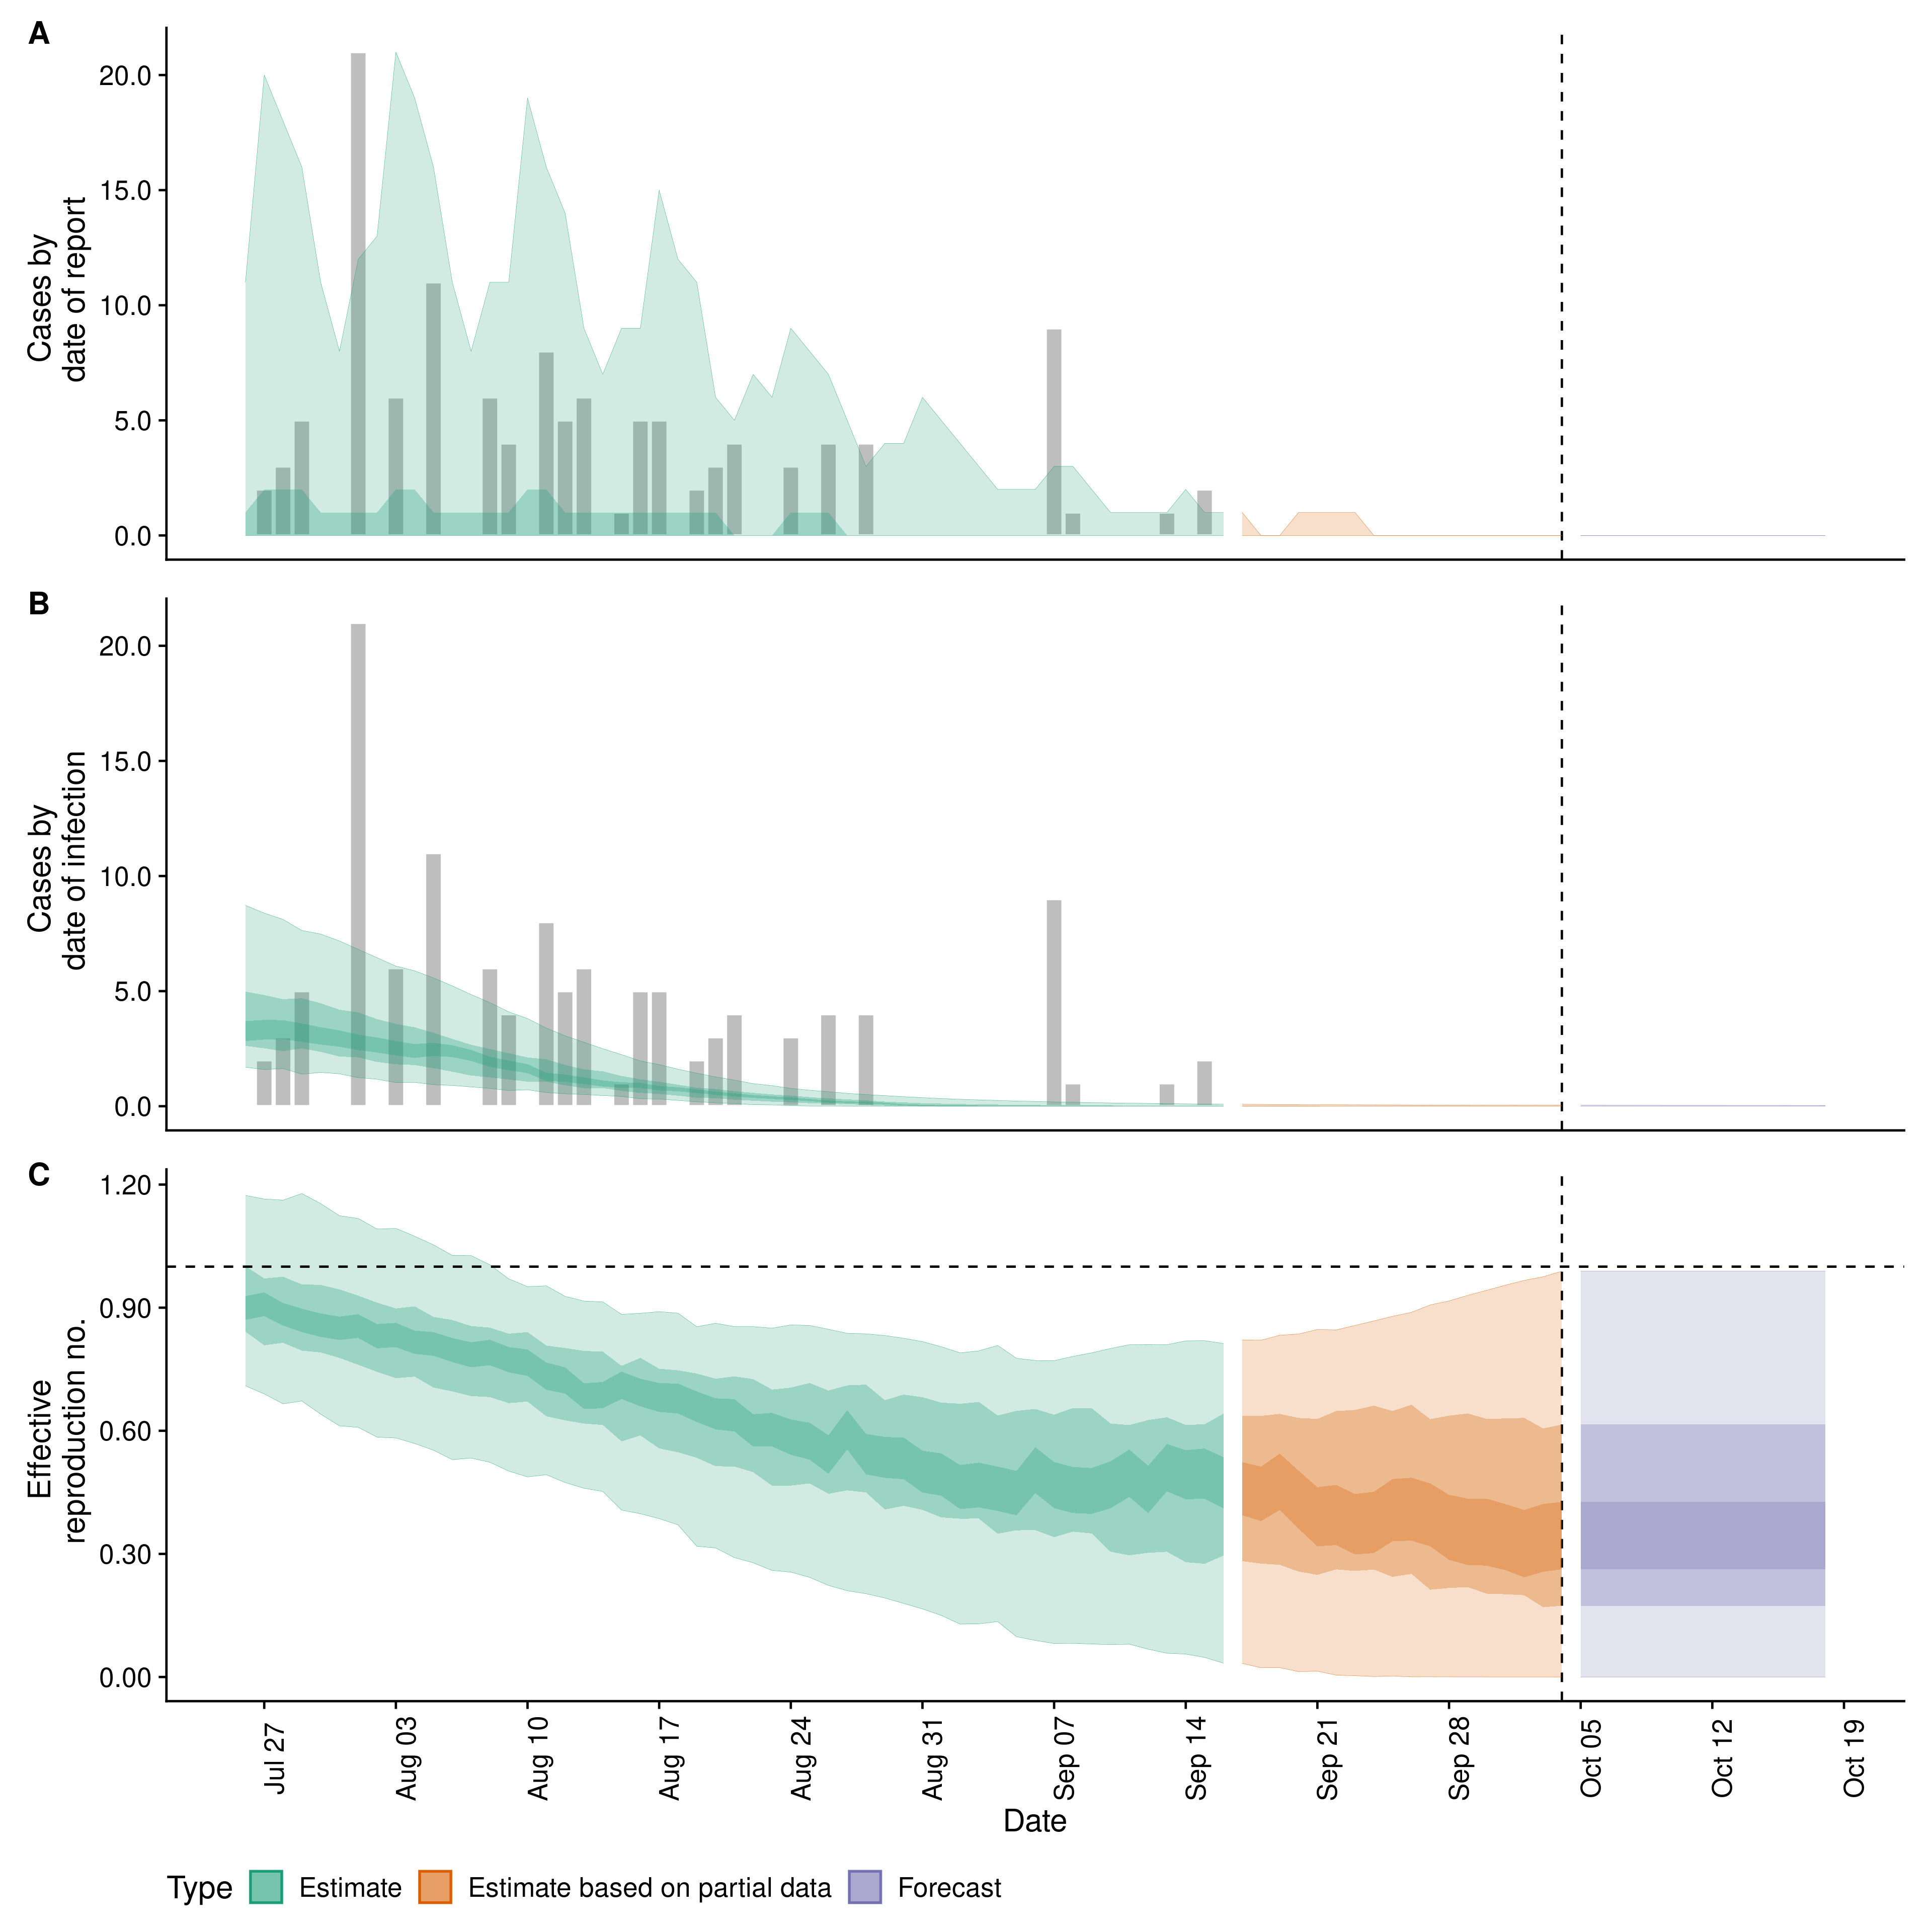 A
Cases by
date of report
20.0
15.0
10.0
5.0
0.0
B
Cases by
date of infection
20.0
15.0
10.0
5.0
0.0
C
Effective
reproduction no.
1.20
0.90
0.60
0.30
0.00
Jul 27
Aug 03
Aug 10
Aug 17
Aug 24
Aug 31
Sep 07
Sep 14
Sep 21
Sep 28
Oct 05
Oct 12
Oct 19
Date
Type Estimate Estimate based on partial data Forecast